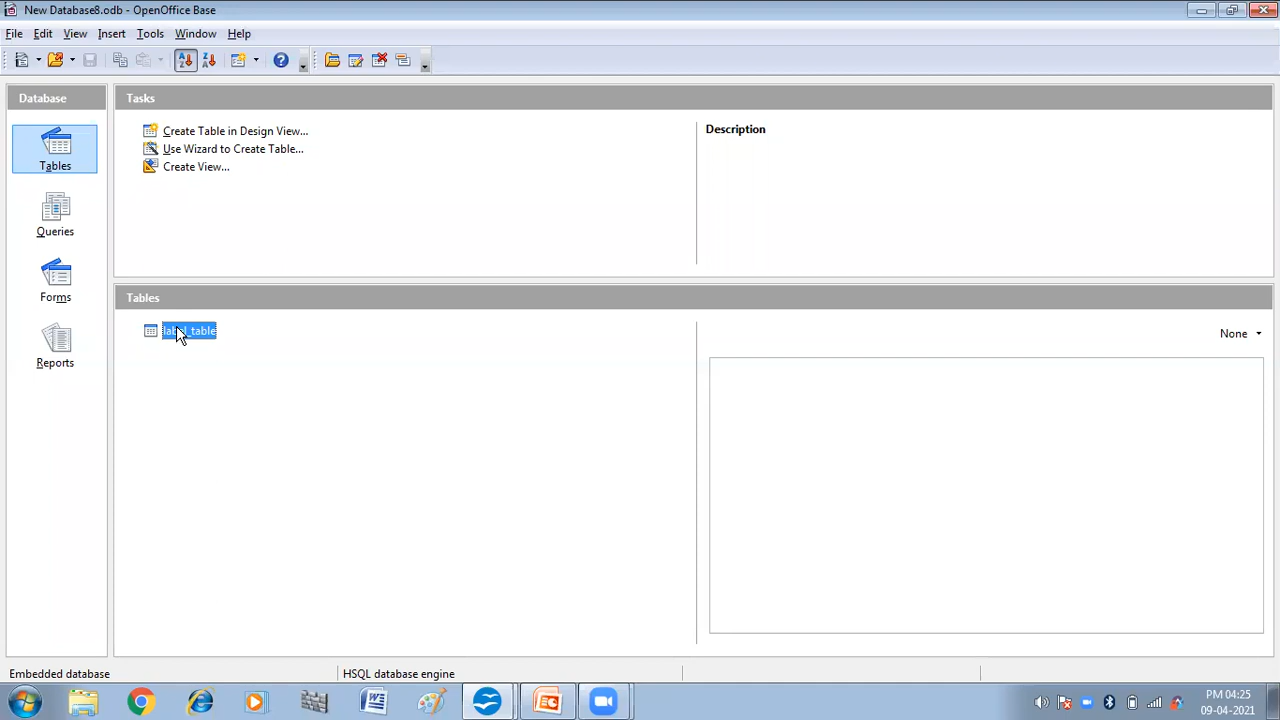 New Database8.odb - OpenOffice Base
File Edit View Insert Tools Window Help
Database
Tables
Queries
Forms
Reports
Tasks
Create Table in Design View...
Use Wizard to Create Table...
Create View...
Description
Tables
label_table
None
Embedded database
HSQL database engine
PM 04:25
09-04-2021